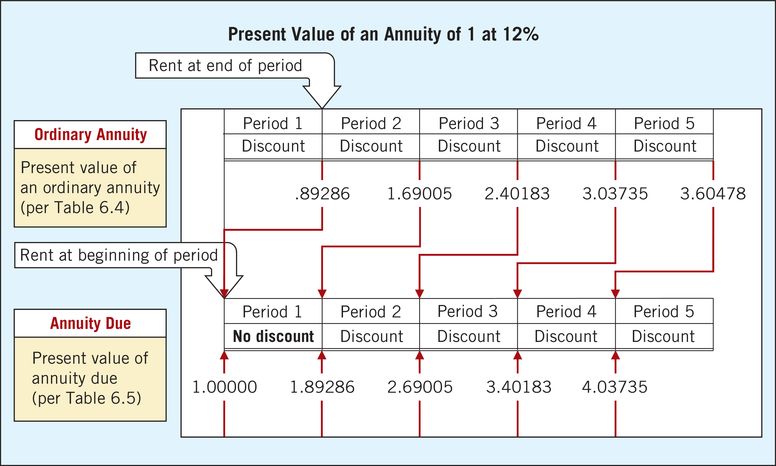 Present Value of an Annuity of 1 at 12%
Rent at end of period
Period 1 Period 2 Period 3 Period 4 Period 5
Discount Discount Discount Discount Discount
Ordinary Annuity
Present value of
an ordinary annuity
(per Table 6.4)
.89286 1.69005 2.40183 3.03735 3.60478
Rent at beginning of period
Period 1 Period 2 Period 3 Period 4 Period 5
No discount Discount Discount Discount Discount
Annuity Due
Present value of
annuity due
(per Table 6.5)
1.00000 1.89286 2.69005 3.40183 4.03735